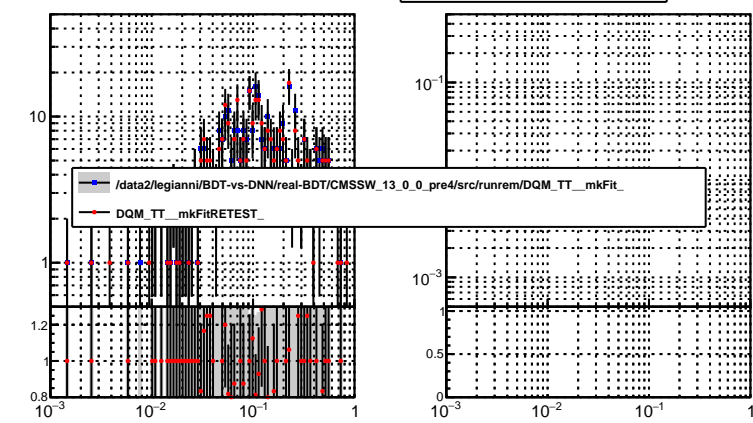 10⁻¹
10
/data2/legianni/BDT-vs-DNN/real-BDT/CMSSW_13_0_0_pre4/src/runrem/DQM_TT__mkFit_
DQM_TT__mkFitRETEST_
1
10⁻³
1.2
1
1
0.5
0.8
0
10⁻³ 10⁻² 10⁻¹ 1
10⁻³ 10⁻² 10⁻¹ 1